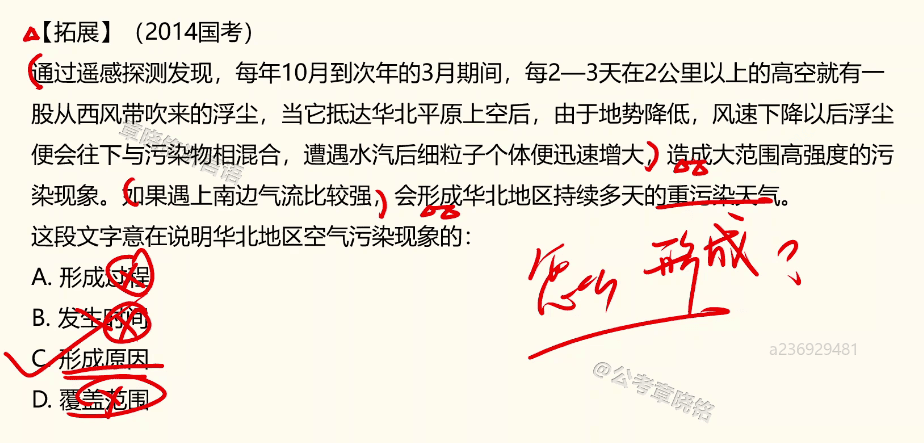 【拓展】（2014国考）
通过遥感探测发现，每年10月到次年的3月期间，每2—3天在2公里以上的高空就有一
股从西风带吹来的浮尘，当它抵达华北平原上空后，由于地势降低，风速下降以后浮尘
便会往下与污染物相混合，遭遇水汽后细粒子个体便迅速增大，造成大范围高强度的污
染现象。如果遇上南边气流比较强，会形成华北地区持续多天的重污染天气。
这段文字意在说明华北地区空气污染现象的：
怎么形成？
A. 形成过程
B. 发生时间
C. 形成原因
D. 覆盖范围
a236929481
@公考章晓铭